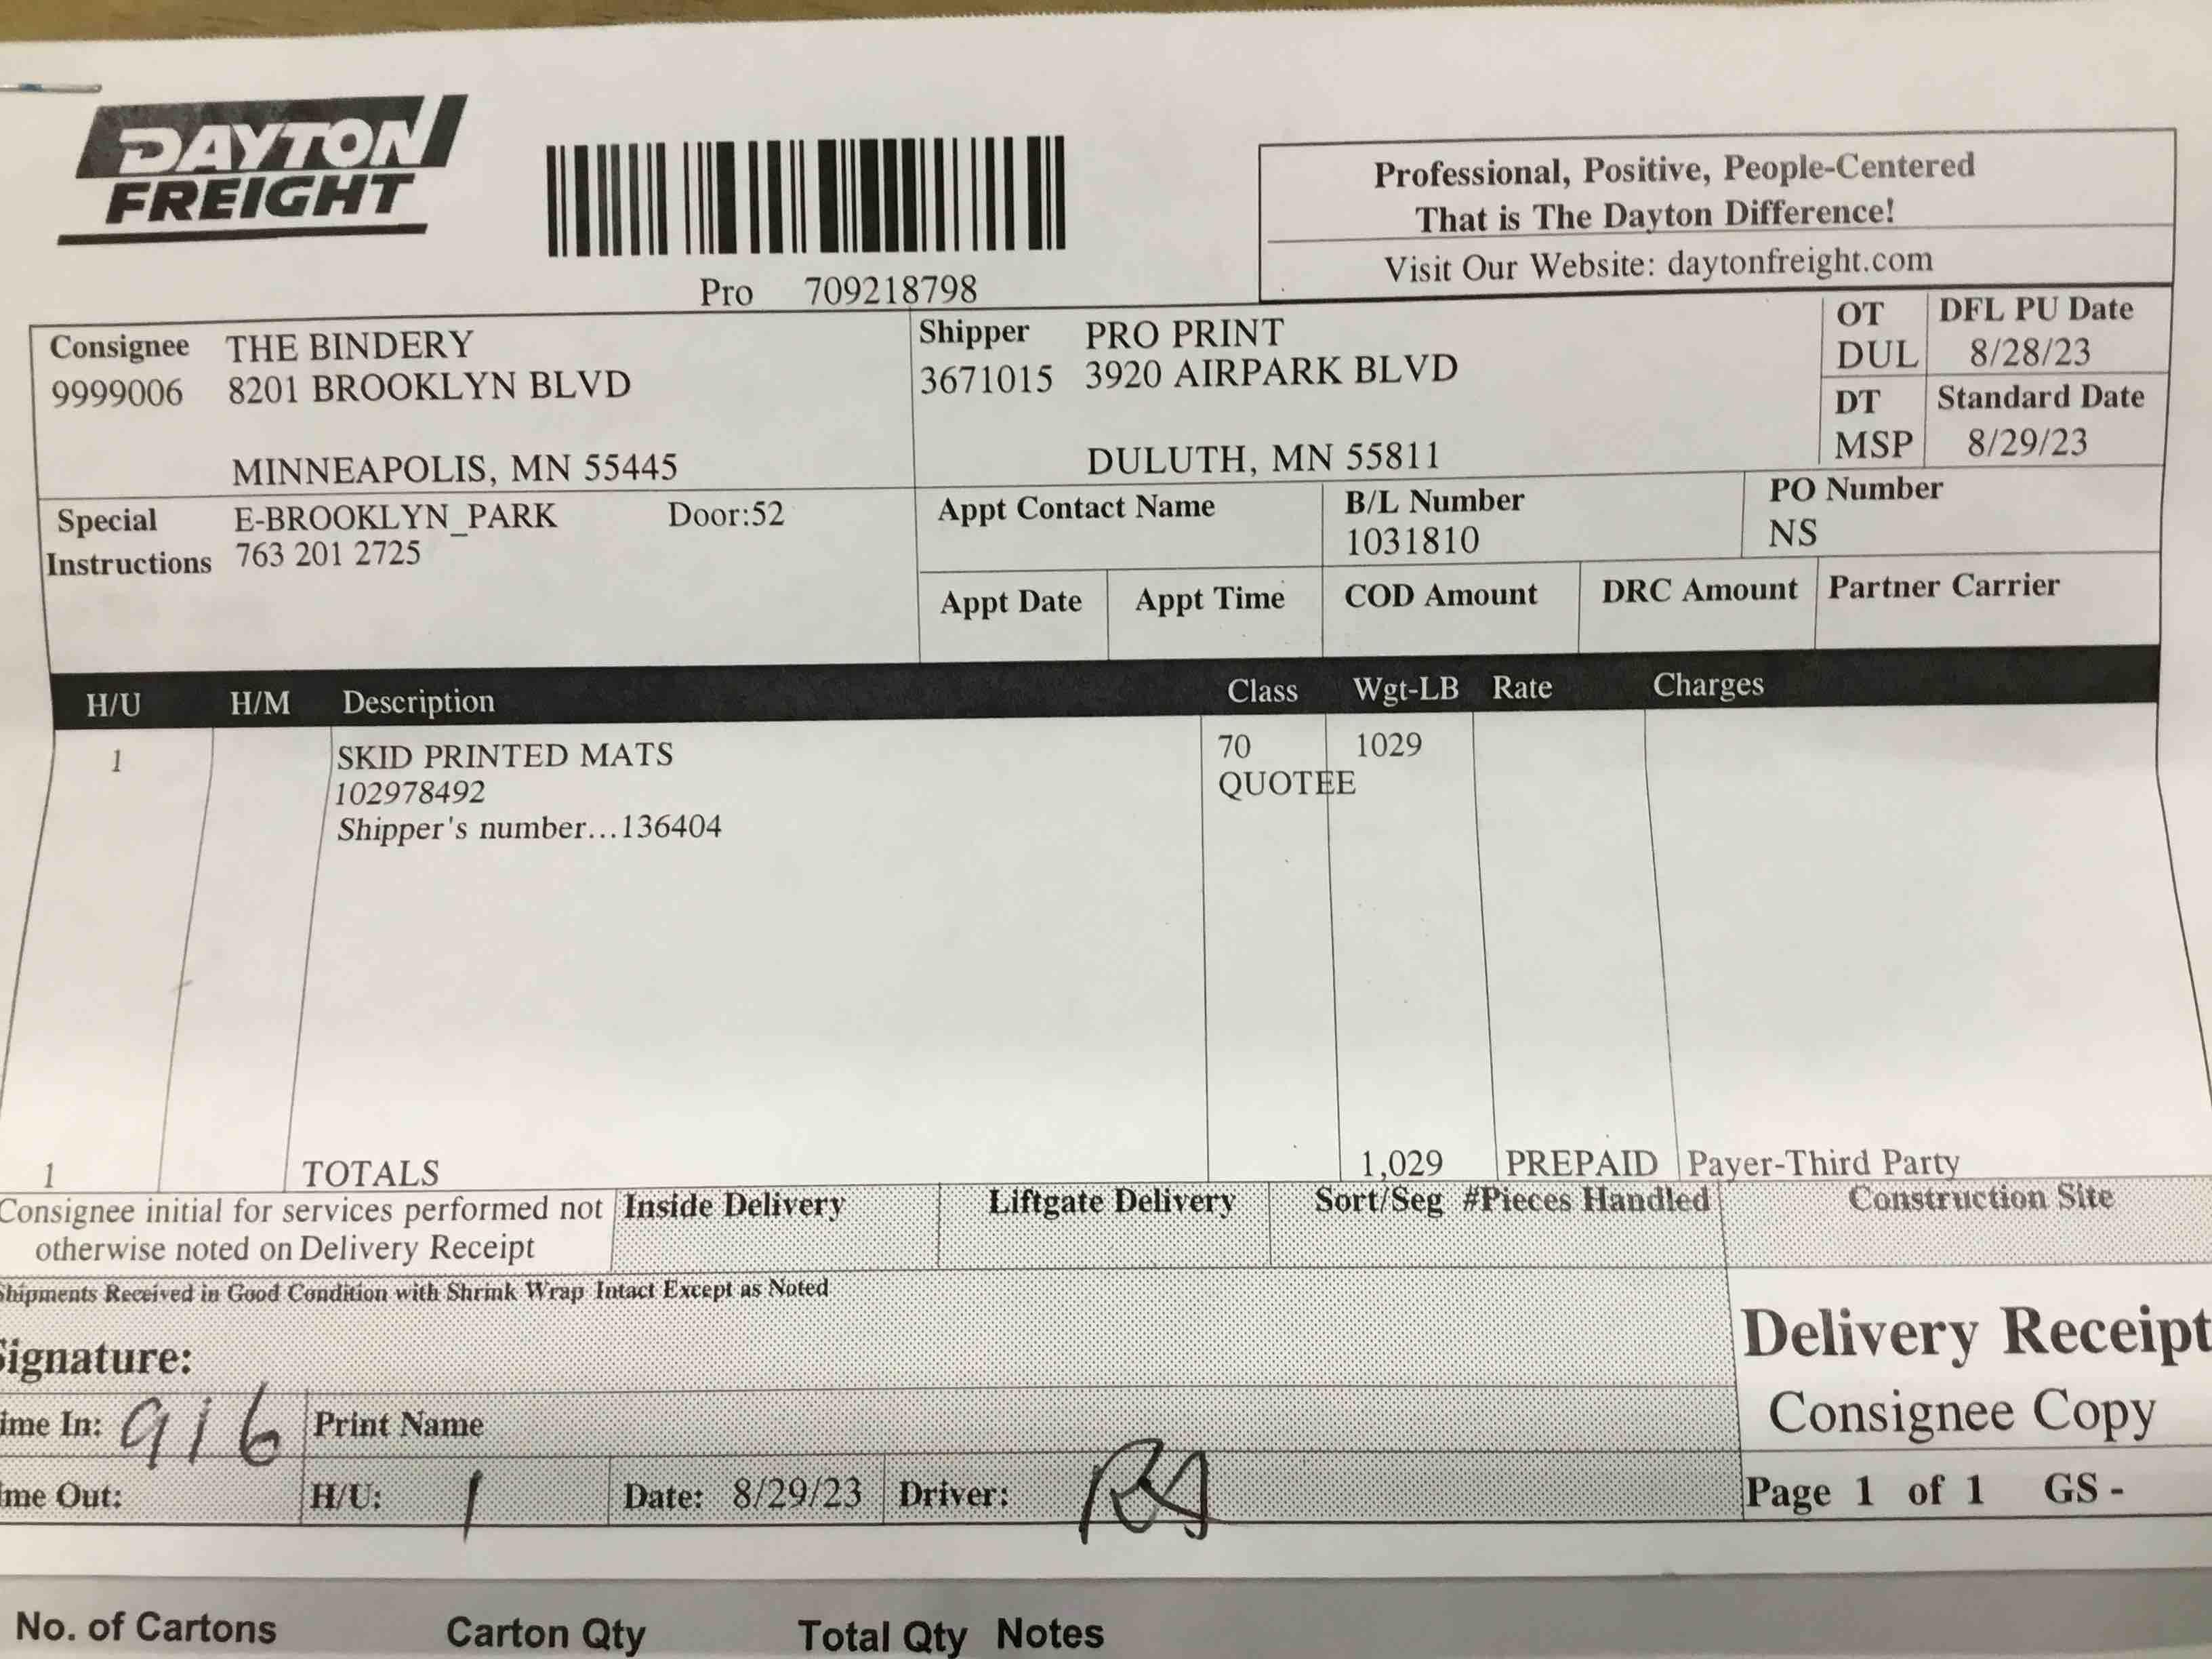 DAYTON
FREIGHT
Professional, Positive, People-Centered
That is The Dayton Difference!
Visit Our Website: daytonfreight.com
Pro 709218798
Consignee THE BINDERY
9999006 8201 BROOKLYN BLVD
MINNEAPOLIS, MN 55445
Shipper PRO PRINT
3671015 3920 AIRPARK BLVD
DULUTH, MN 55811
OT DFL PU Date
DUL 8/28/23
DT Standard Date
MSP 8/29/23
Special E-BROOKLYN_PARK Door:52
Instructions 763 201 2725
Appt Contact Name B/L Number PO Number
1031810 NS
Appt Date Appt Time COD Amount DRC Amount Partner Carrier
H/U H/M Description Class Wgt-LB Rate Charges
1 SKID PRINTED MATS 70 1029
102978492 QUOTEE
Shipper's number...136404
1 TOTALS 1,029 PREPAID Payer-Third Party
Consignee initial for services performed not
otherwise noted on Delivery Receipt
Inside Delivery Liftgate Delivery Sort/Seg #Pieces Handled Construction Site
Shipments Received in Good Condition with Shrink Wrap Intact Except as Noted
Signature:
ime In: 916 Print Name
me Out: H/U: 1 Date: 8/29/23 Driver: RA
Delivery Receipt
Consignee Copy
Page 1 of 1 GS -
No. of Cartons Carton Qty Total Qty Notes